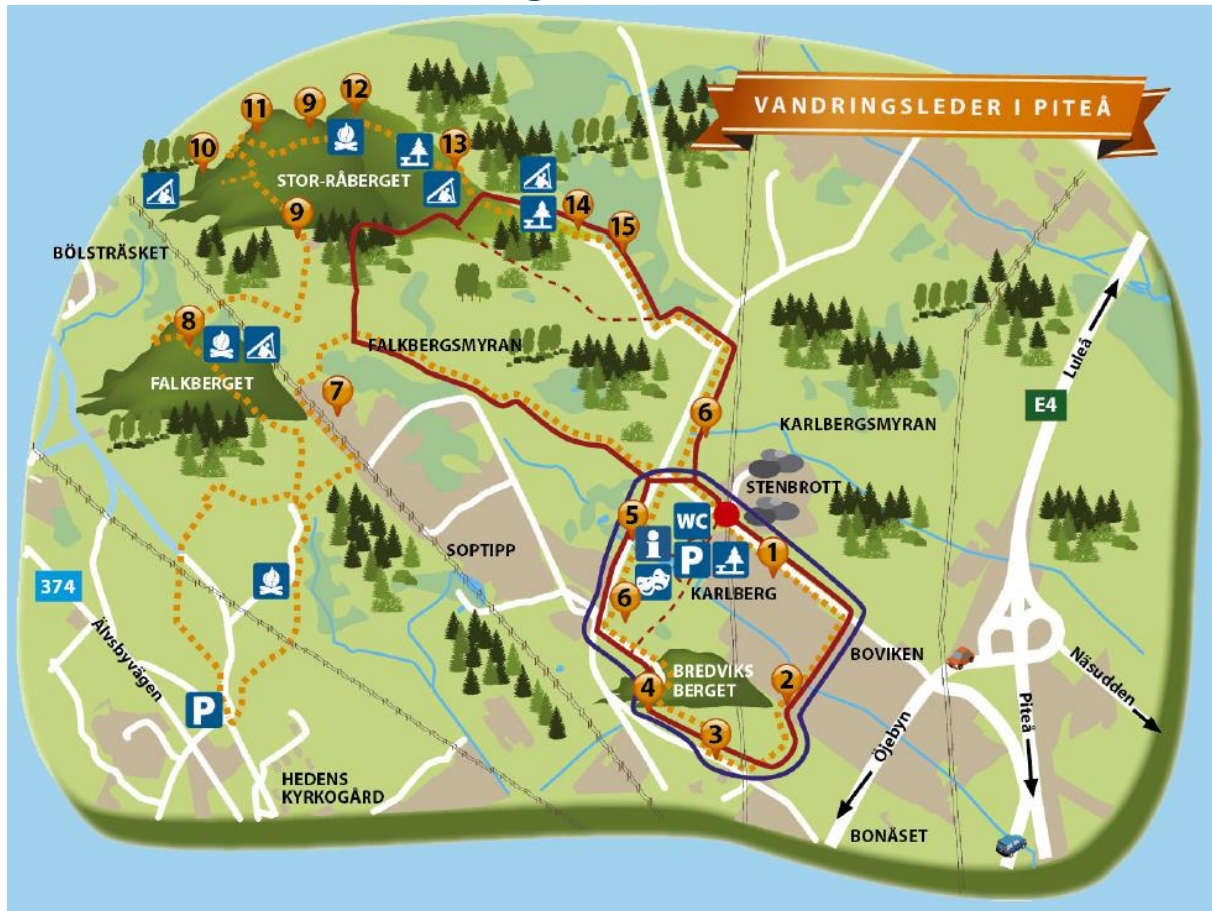 VANDRINGSLEDER I PITEÅ
12
9
11
13
10
STOR-RÅBERGET
14
9
15
BÖLSTRÄSKET
Luleå
8
FALKBERGSMYRAN
FALKBERGET
7
E4
6
KARLBERGSMYRAN
STENBROTT
5
WC
i
P
1
SOPTIPP
KARLBERG
374
6
Älvsbyvägen
BOVIKEN
Näsudden
BREDVIKS
BERGET
4
2
P
Piteå
3
Öjebyn
HEDENS
KYRKOGÅRD
BONÄSET